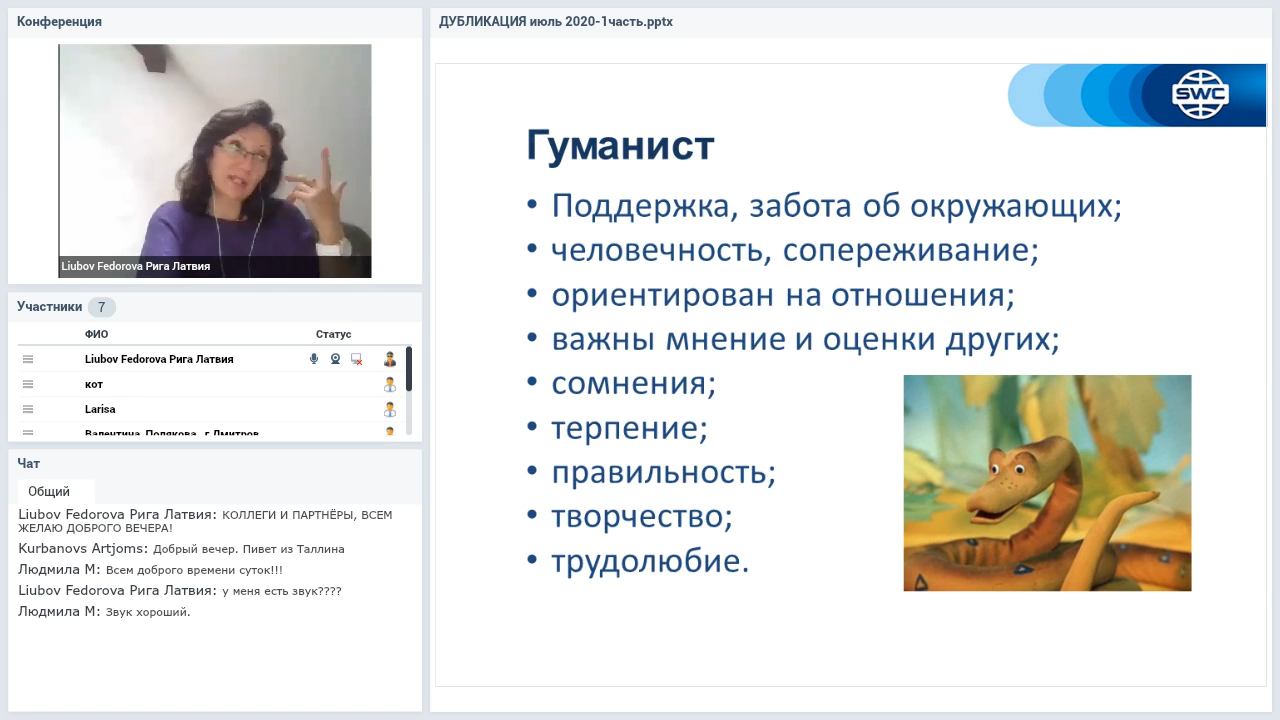 Конференция
Liubov Fedorova Рига Латвия
Участники 7
ФИО Статус
Liubov Fedorova Рига Латвия
кот
Larisa
Валентина Полякова г.Дмитров
Чат
Общий
Liubov Fedorova Рига Латвия: КОЛЛЕГИ И ПАРТНЁРЫ, ВСЕМ
ЖЕЛАЮ ДОБРОГО ВЕЧЕРА!
Kurbanovs Artjoms: Добрый вечер. Пивет из Таллина
Людмила М: Всем доброго времени суток!!!
Liubov Fedorova Рига Латвия: у меня есть звук????
Людмила М: Звук хороший.
ДУБЛИКАЦИЯ июль 2020-1часть.pptx
SWC
Гуманист
• Поддержка, забота об окружающих;
• человечность, сопереживание;
• ориентирован на отношения;
• важны мнение и оценки других;
• сомнения;
• терпение;
• правильность;
• творчество;
• трудолюбие.